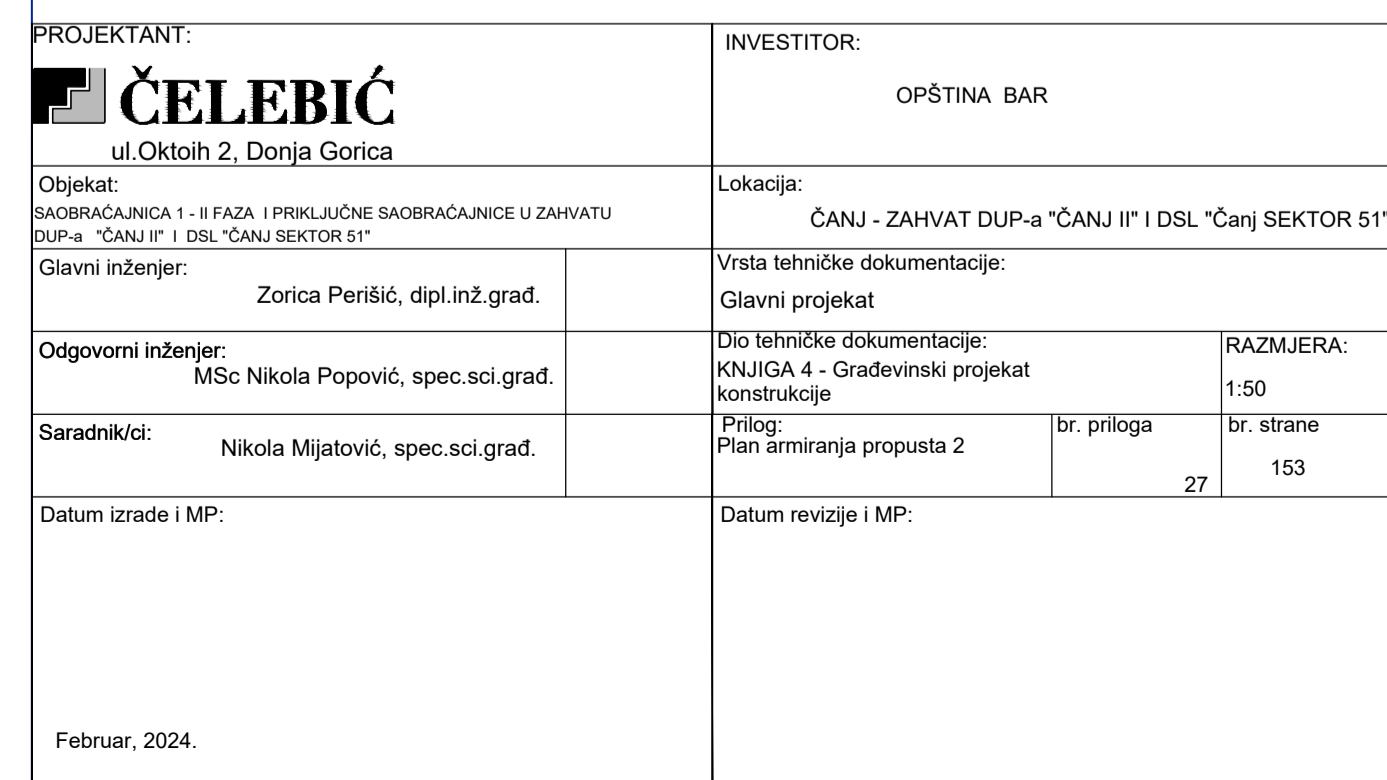 PROJEKTANT:
ČELEBIĆ
ul.Oktoih 2, Donja Gorica
INVESTITOR:
OPŠTINA BAR
Objekat:
SAOBRAĆAJNICA 1 - II FAZA I PRIKLJUČNE SAOBRAĆAJNICE U ZAHVATU
DUP-a "ČANJ II" I DSL "ČANJ SEKTOR 51"
Lokacija:
ČANJ - ZAHVAT DUP-a "ČANJ II" I DSL "Čanj SEKTOR 51"
Glavni inženjer:
Zorica Perišić, dipl.inž.građ.
Vrsta tehničke dokumentacije:
Glavni projekat
Odgovorni inženjer:
MSc Nikola Popović, spec.sci.građ.
Dio tehničke dokumentacije:
KNJIGA 4 - Građevinski projekat
konstrukcije
RAZMJERA:
1:50
Saradnik/ci:
Nikola Mijatović, spec.sci.građ.
Prilog:
Plan armiranja propusta 2
br. priloga
27
br. strane
153
Datum izrade i MP:
Februar, 2024.
Datum revizije i MP: